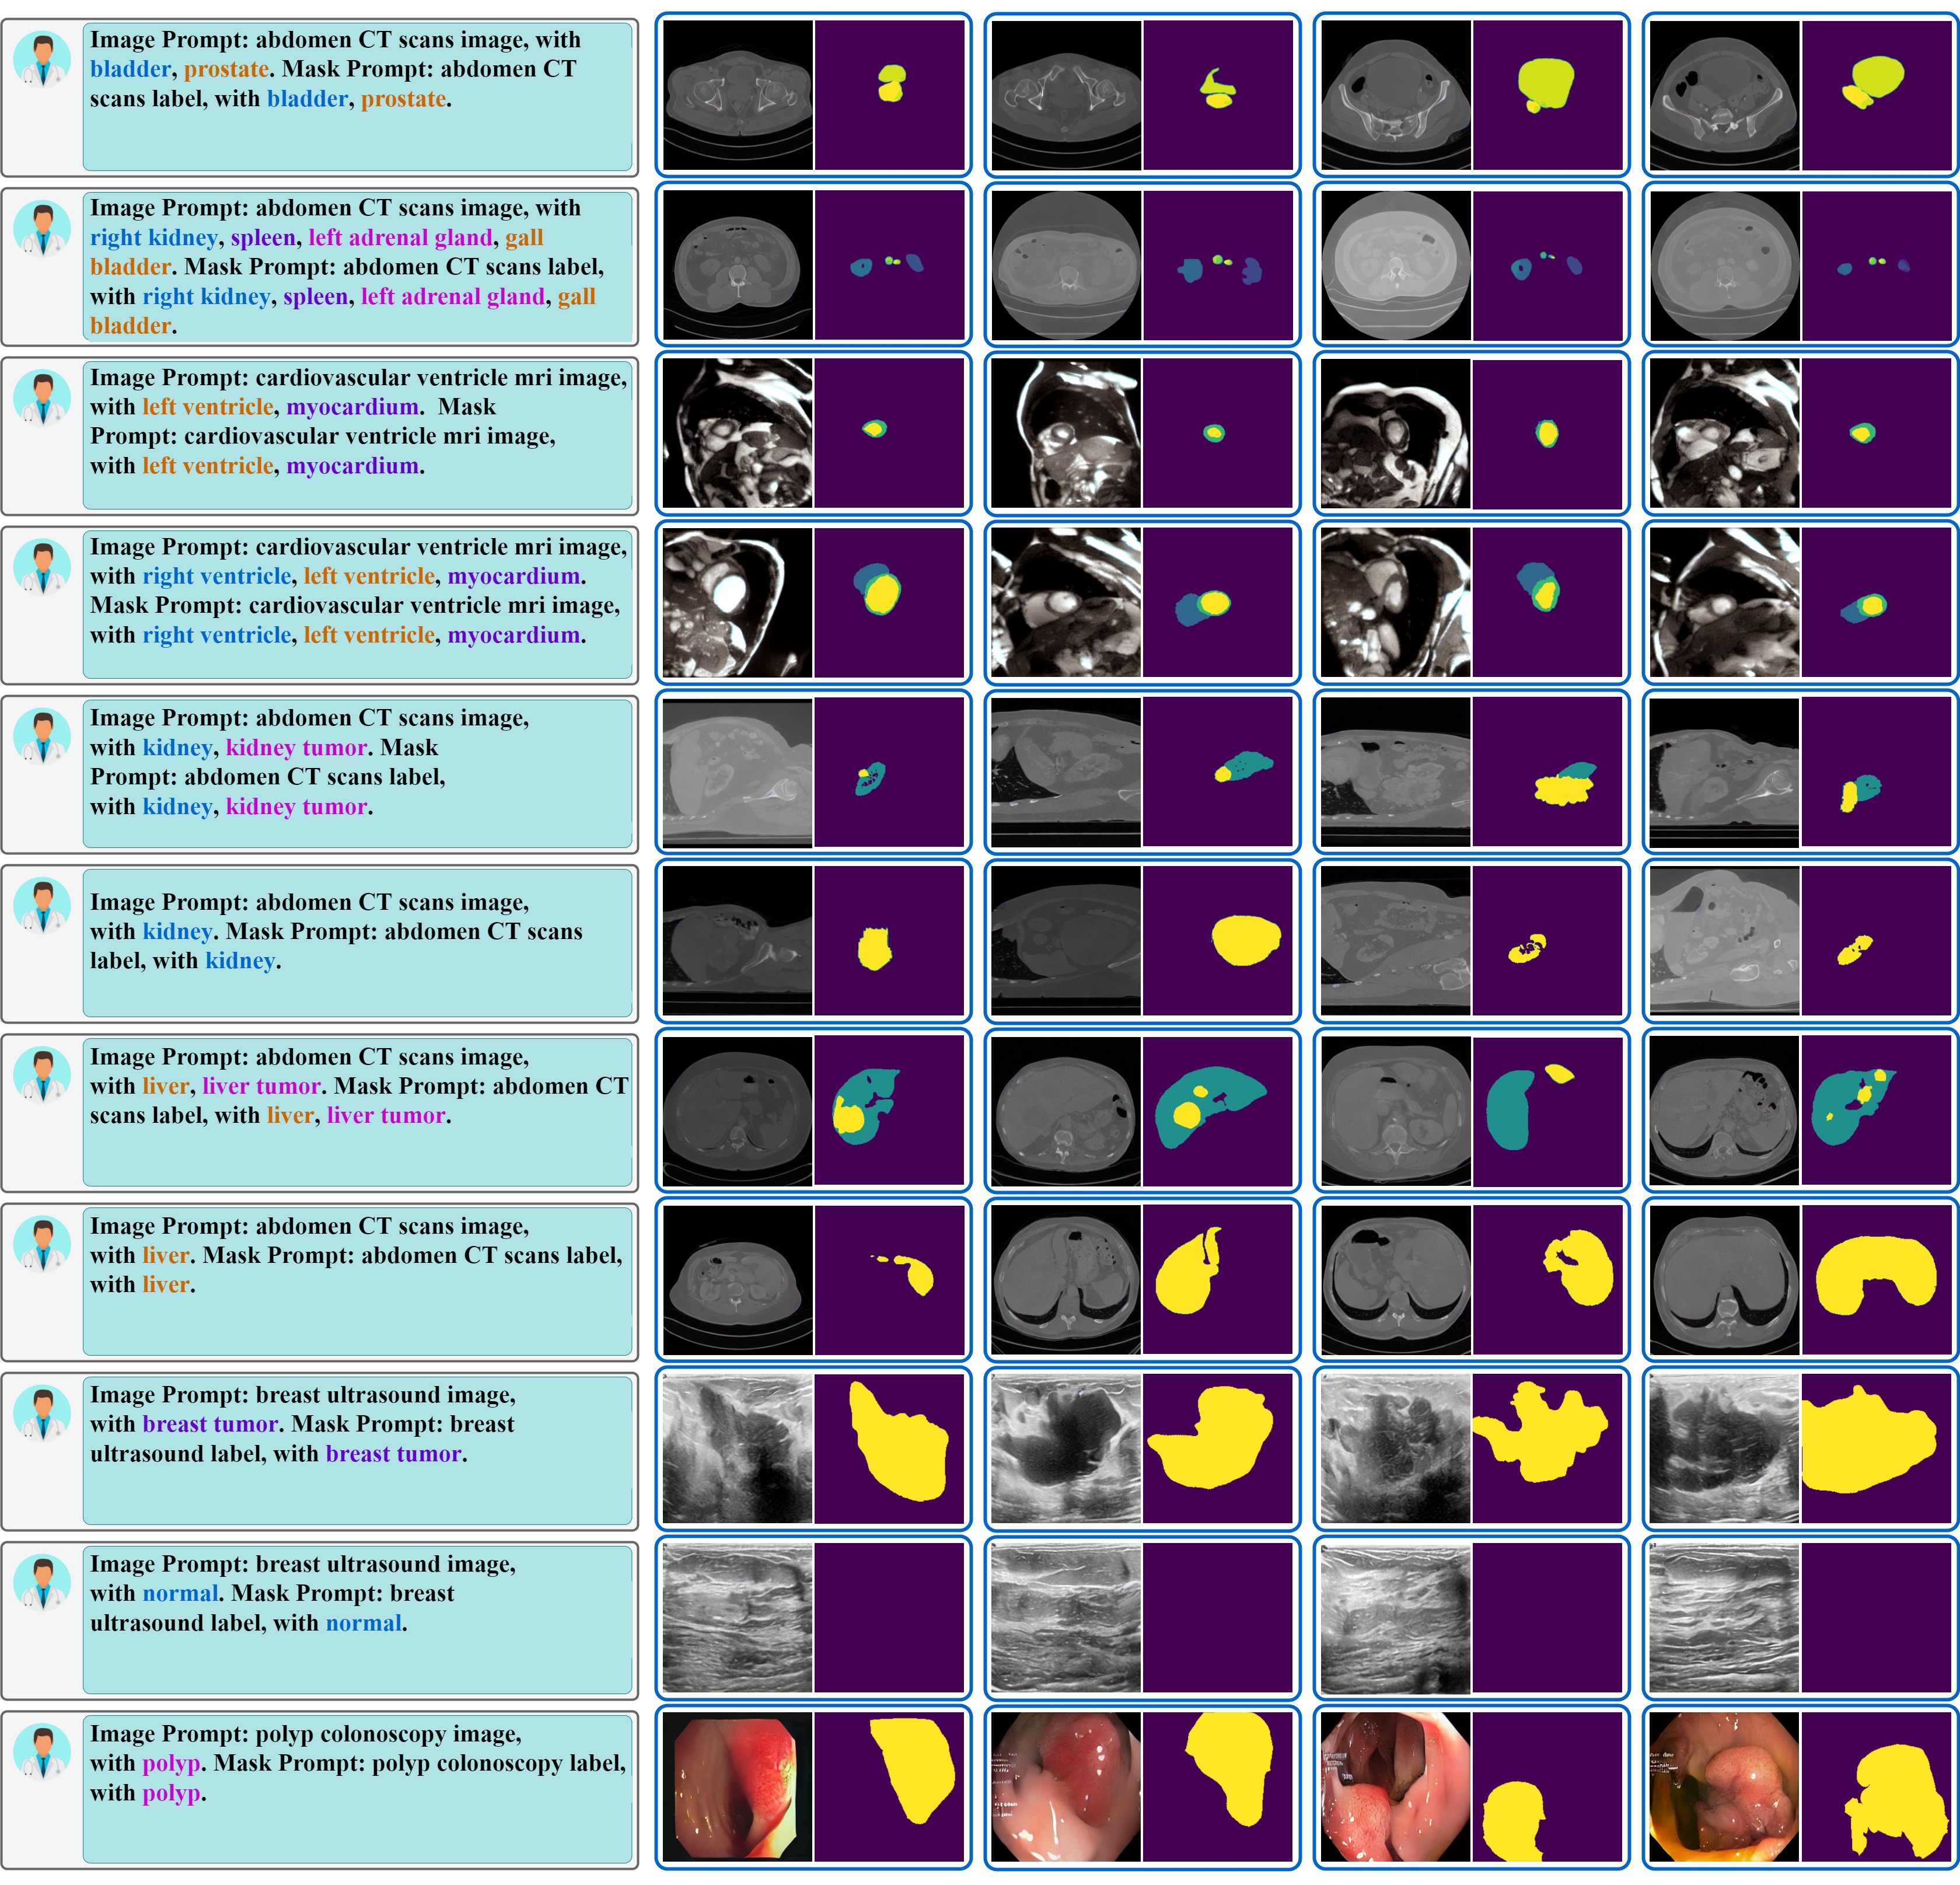 Image Prompt: abdomen CT scans image, with
bladder, prostate. Mask Prompt: abdomen CT
scans label, with bladder, prostate.
Image Prompt: abdomen CT scans image, with
right kidney, spleen, left adrenal gland, gall
bladder. Mask Prompt: abdomen CT scans label,
with right kidney, spleen, left adrenal gland, gall
bladder.
Image Prompt: cardiovascular ventricle mri image,
with left ventricle, myocardium. Mask
Prompt: cardiovascular ventricle mri image,
with left ventricle, myocardium.
Image Prompt: cardiovascular ventricle mri image,
with right ventricle, left ventricle, myocardium.
Mask Prompt: cardiovascular ventricle mri image,
with right ventricle, left ventricle, myocardium.
Image Prompt: abdomen CT scans image,
with kidney, kidney tumor. Mask
Prompt: abdomen CT scans label,
with kidney, kidney tumor.
Image Prompt: abdomen CT scans image,
with kidney. Mask Prompt: abdomen CT scans
label, with kidney.
Image Prompt: abdomen CT scans image,
with liver, liver tumor. Mask Prompt: abdomen CT
scans label, with liver, liver tumor.
Image Prompt: abdomen CT scans image,
with liver. Mask Prompt: abdomen CT scans label,
with liver.
Image Prompt: breast ultrasound image,
with breast tumor. Mask Prompt: breast
ultrasound label, with breast tumor.
Image Prompt: breast ultrasound image,
with normal. Mask Prompt: breast
ultrasound label, with normal.
Image Prompt: polyp colonoscopy image,
with polyp. Mask Prompt: polyp colonoscopy label,
with polyp.